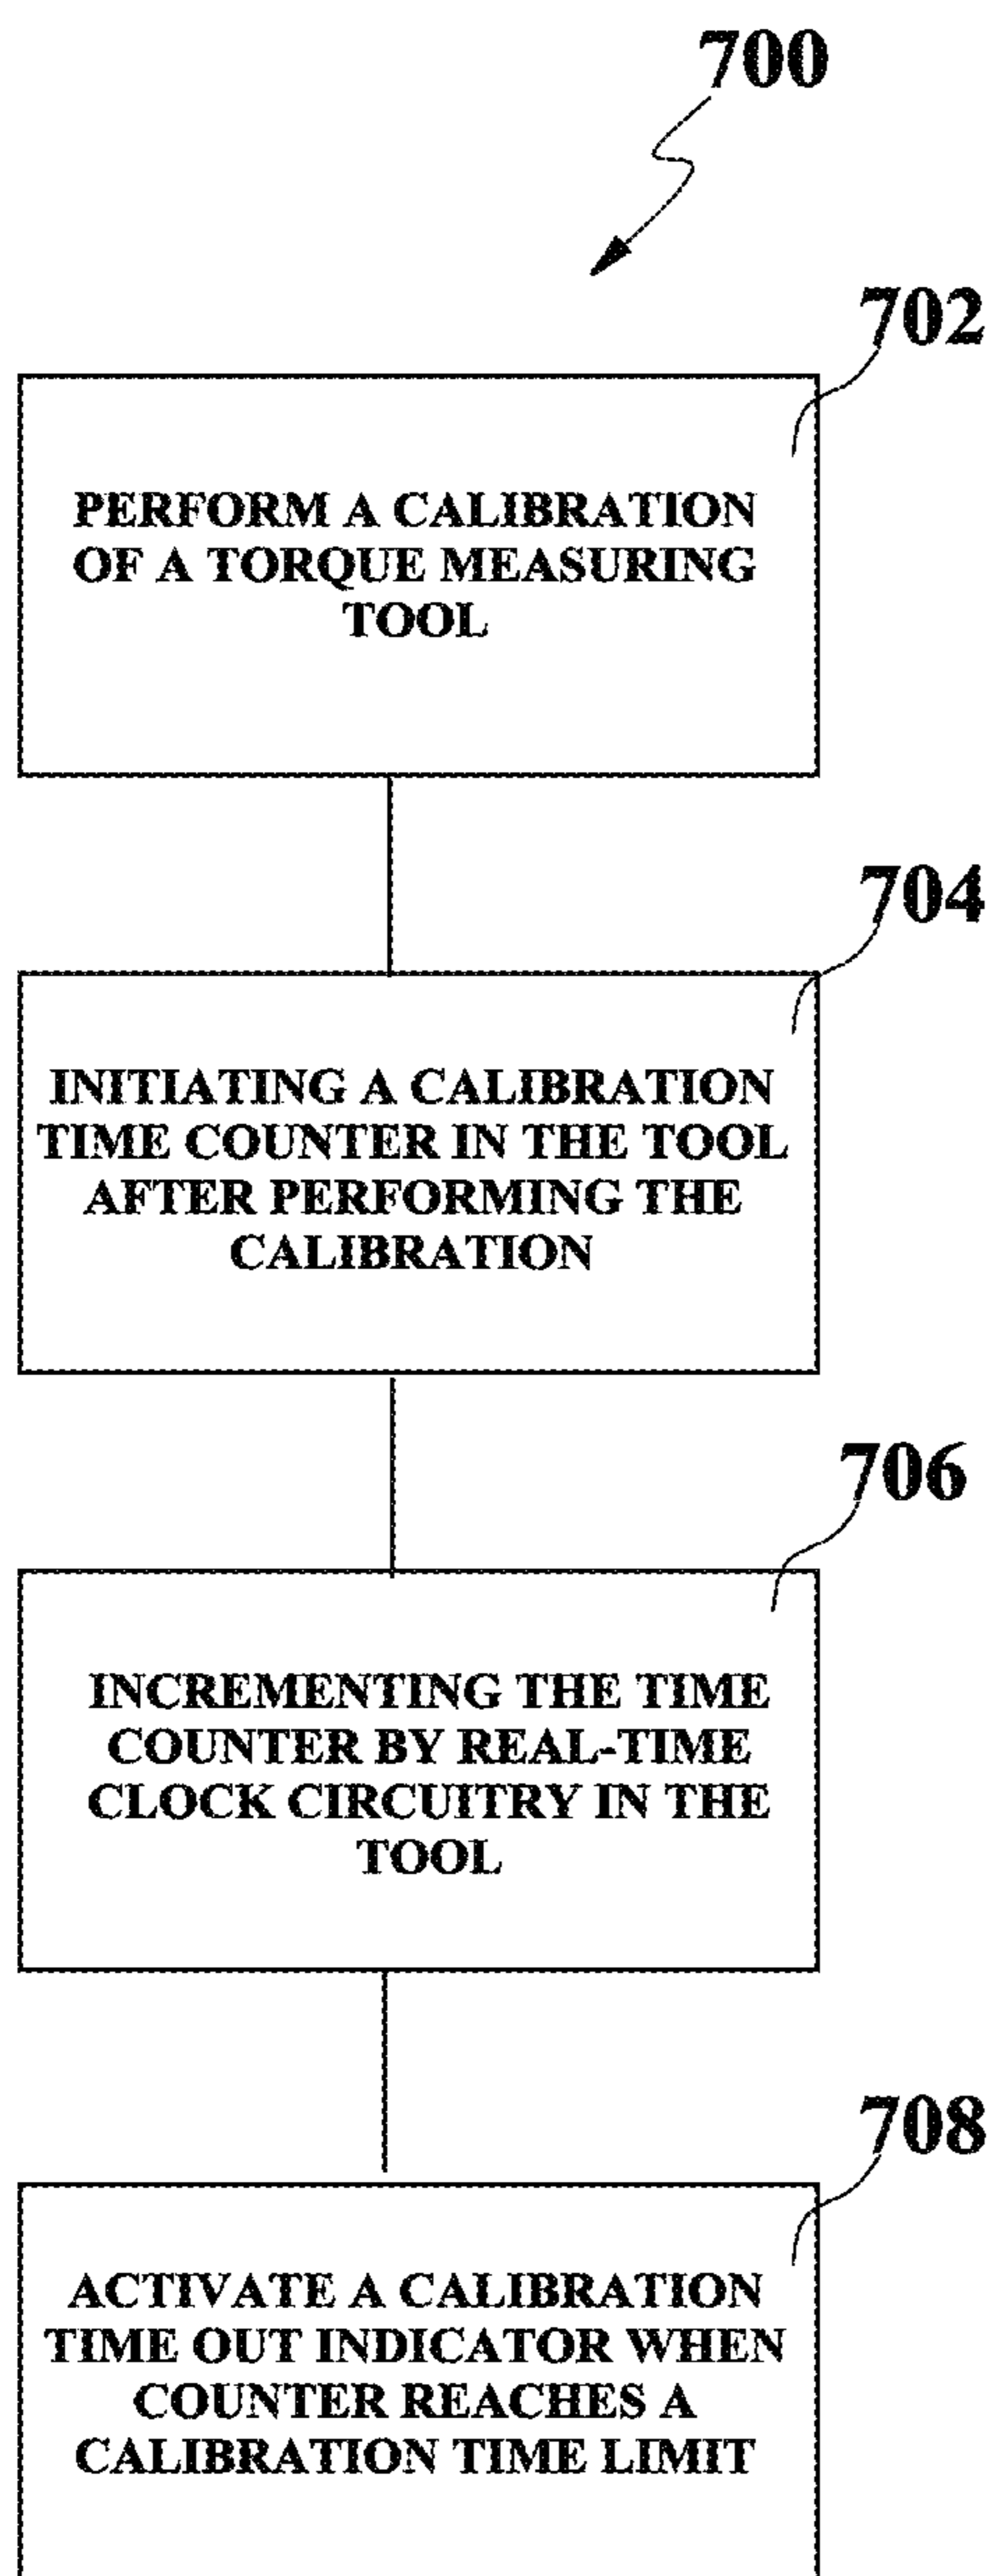 700
702
PERFORM A CALIBRATION
OF A TORQUE MEASURING
TOOL
704
INITIATING A CALIBRATION
TIME COUNTER IN THE TOOL
AFTER PERFORMING THE
CALIBRATION
706
INCREMENTING THE TIME
COUNTER BY REAL-TIME
CLOCK CIRCUITRY IN THE
TOOL
708
ACTIVATE A CALIBRATION
TIME OUT INDICATOR WHEN
COUNTER REACHES A
CALIBRATION TIME LIMIT